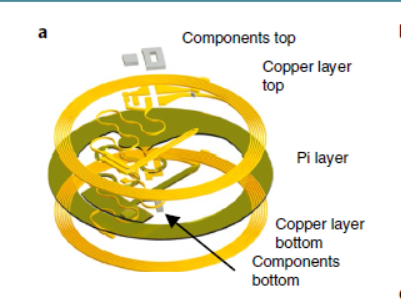 a
Components top
Copper layer
top
Pi layer
Copper layer
bottom
Components
bottom